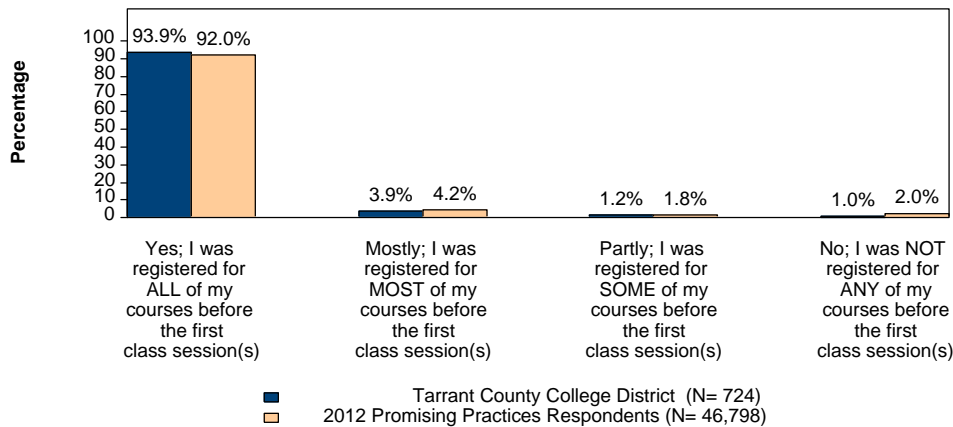 Percentage
100
90
80
70
60
50
40
30
20
10
0
93.9%
92.0%
3.9%
4.2%
1.2%
1.8%
1.0%
2.0%
Yes; I was
registered for
ALL of my
courses before
the first
class session(s)
Mostly; I was
registered for
MOST of my
courses before
the first
class session(s)
Partly; I was
registered for
SOME of my
courses before
the first
class session(s)
No; I was NOT
registered for
ANY of my
courses before
the first
class session(s)
Tarrant County College District (N= 724)
2012 Promising Practices Respondents (N= 46,798)